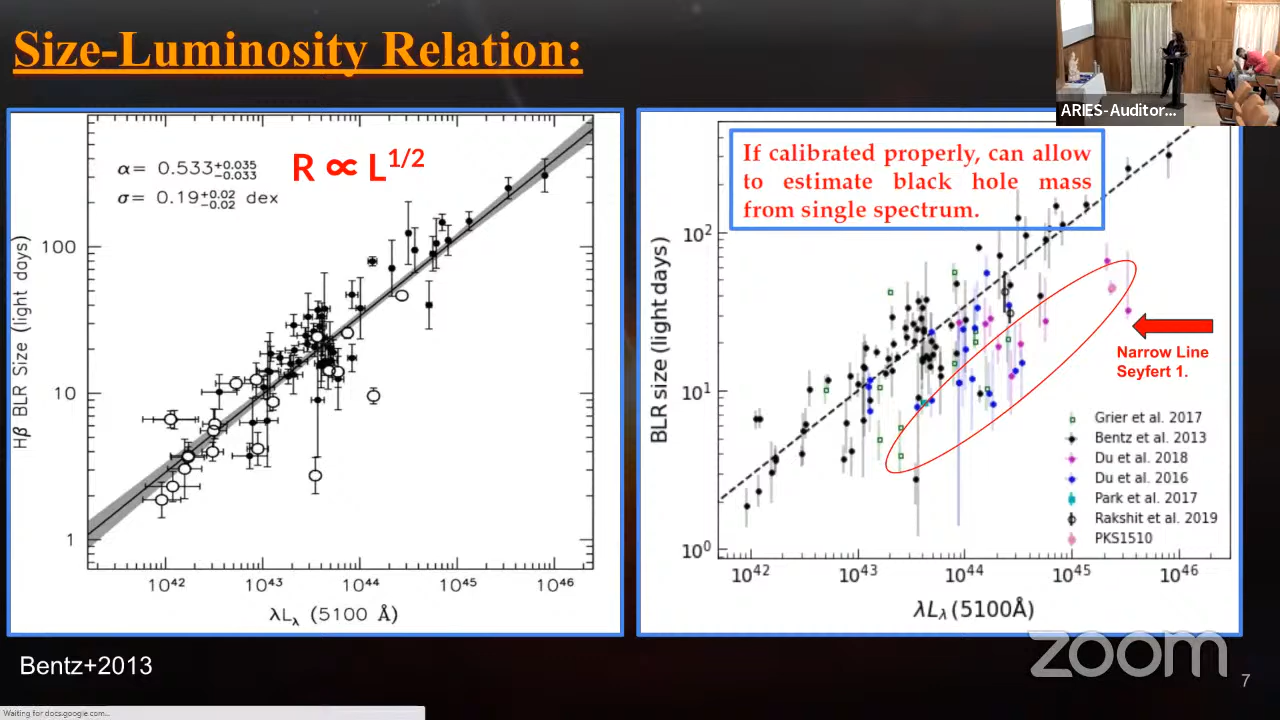 Size-Luminosity Relation:
ARIES-Auditor...
α= 0.533+0.035−0.033
σ= 0.19+0.02−0.02 dex
R ∝ L1/2
100
10
1
Hβ BLR Size (light days)
10^42 10^43 10^44 10^45 10^46
λLλ (5100 Å)
If calibrated properly, can allow
to estimate black hole mass
from single spectrum.
10^2
10^1
10^0
BLR size (light days)
Narrow Line
Seyfert 1.
Grier et al. 2017
Bentz et al. 2013
Du et al. 2018
Du et al. 2016
Park et al. 2017
Rakshit et al. 2019
PKS1510
10^42 10^43 10^44 10^45 10^46
λLλ(5100Å)
Bentz+2013
zoom
7
Waiting for docs.google.com...